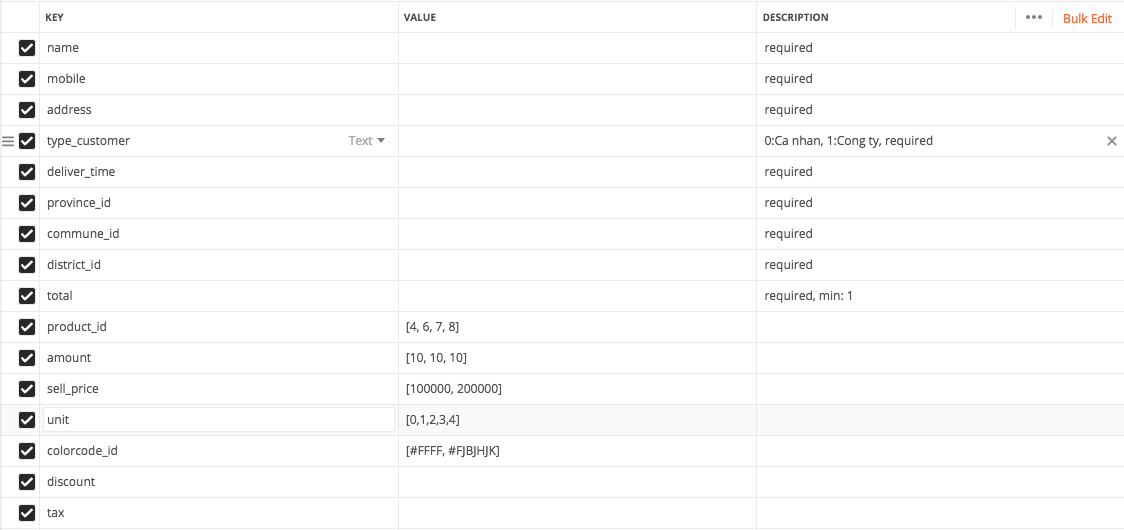 KEY VALUE DESCRIPTION ••• Bulk Edit
name required
mobile required
address required
type_customer Text 0:Ca nhan, 1:Cong ty, required
deliver_time required
province_id required
commune_id required
district_id required
total required, min: 1
product_id [4, 6, 7, 8]
amount [10, 10, 10]
sell_price [100000, 200000]
unit [0,1,2,3,4]
colorcode_id [#FFFF, #FJBJHJK]
discount
tax